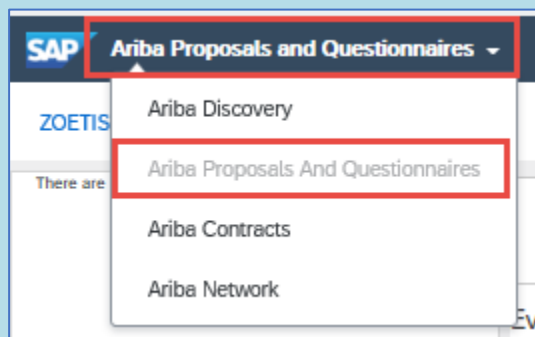 SAP Ariba Proposals and Questionnaires
ZOETIS
Ariba Discovery
Ariba Proposals And Questionnaires
There are
Ariba Contracts
Ariba Network
Ev